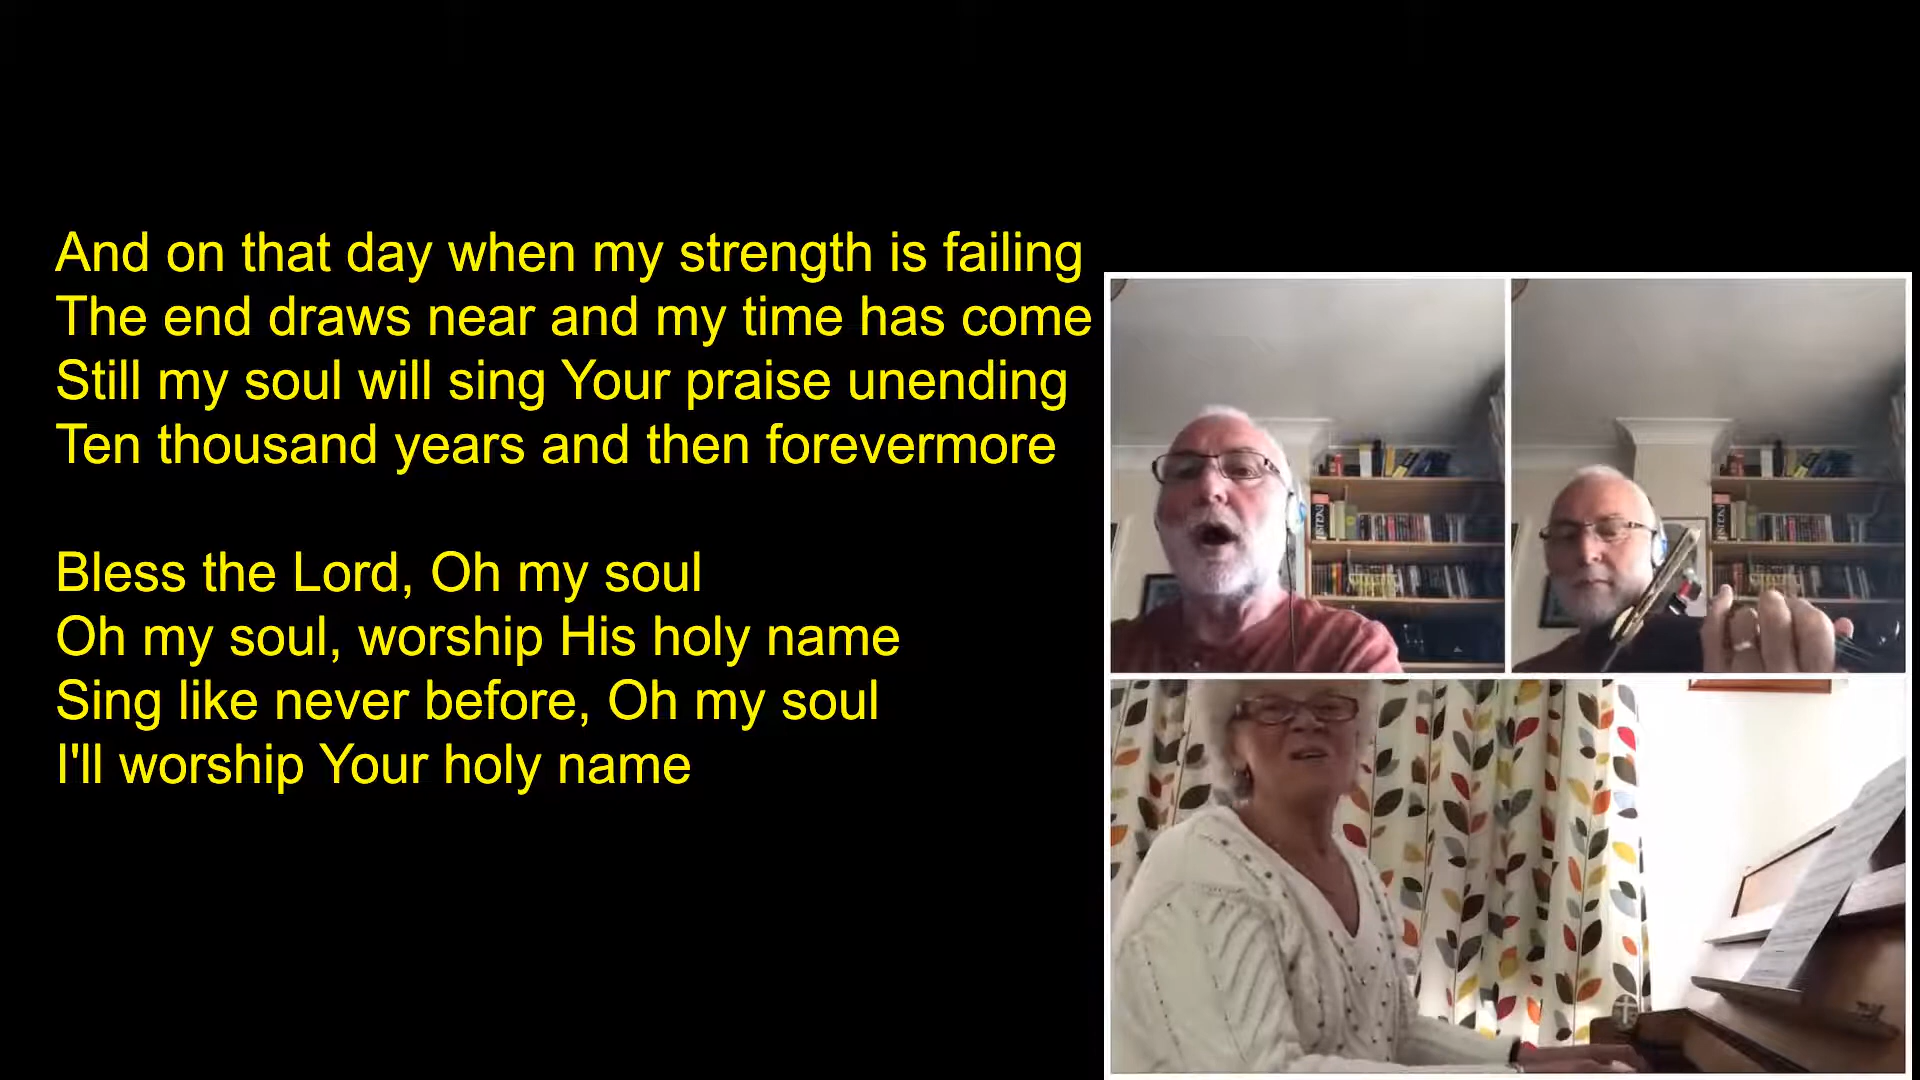 And on that day when my strength is failing
The end draws near and my time has come
Still my soul will sing Your praise unending
Ten thousand years and then forevermore
Bless the Lord, Oh my soul
Oh my soul, worship His holy name
Sing like never before, Oh my soul
I'll worship Your holy name
ENGLISH
ENGLISH